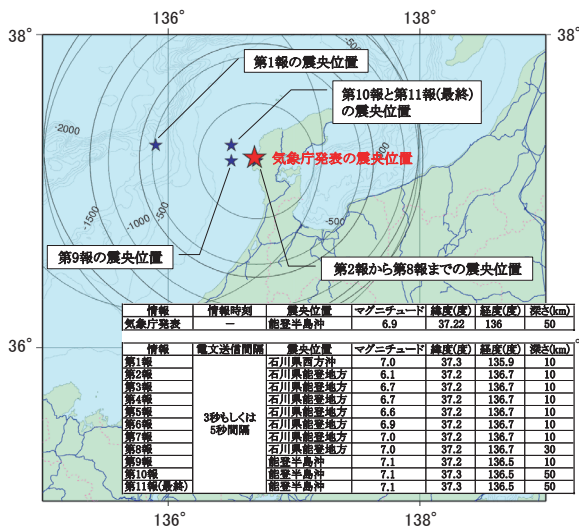 136°
138°
38°
38°
第1報の震央位置
第10報と第11報(最終)
の震央位置
-500
-2000
気象庁発表の震央位置
-1500
-1000
-500
-500
第9報の震央位置
第2報から第8報までの震央位置
情報 情報時刻 震央位置 マグニチュード 緯度(度) 経度(度) 深さ(km)
気象庁発表 － 能登半島沖 6.9 37.22 136 50
36°
36°
情報 電文送信間隔 震央位置 マグニチュード 緯度(度) 経度(度) 深さ(km)
第1報 石川県西方沖 7.0 37.3 135.9 10
第2報 石川県能登地方 6.1 37.2 136.7 10
第3報 石川県能登地方 6.7 37.2 136.7 10
第4報 石川県能登地方 6.7 37.2 136.7 10
第5報 3秒もしくは 石川県能登地方 6.6 37.2 136.7 10
第6報 5秒間隔 石川県能登地方 6.9 37.2 136.7 10
第7報 石川県能登地方 7.0 37.2 136.7 10
第8報 石川県能登地方 7.0 37.2 136.7 30
第9報 能登半島沖 7.1 37.2 136.5 10
第10報 能登半島沖 7.1 37.3 136.5 50
第11報(最終) 能登半島沖 7.1 37.3 136.5 50
136°
138°